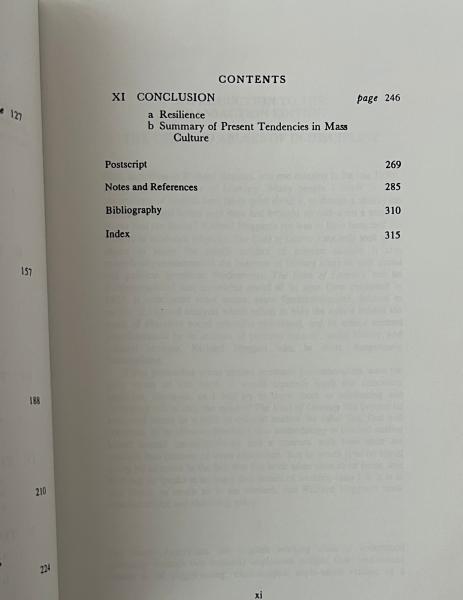 127
157
188
210
224
CONTENTS
XI CONCLUSION page 246
a Resilience
b Summary of Present Tendencies in Mass
Culture
Postscript 269
Notes and References 285
Bibliography 310
Index 315
xi